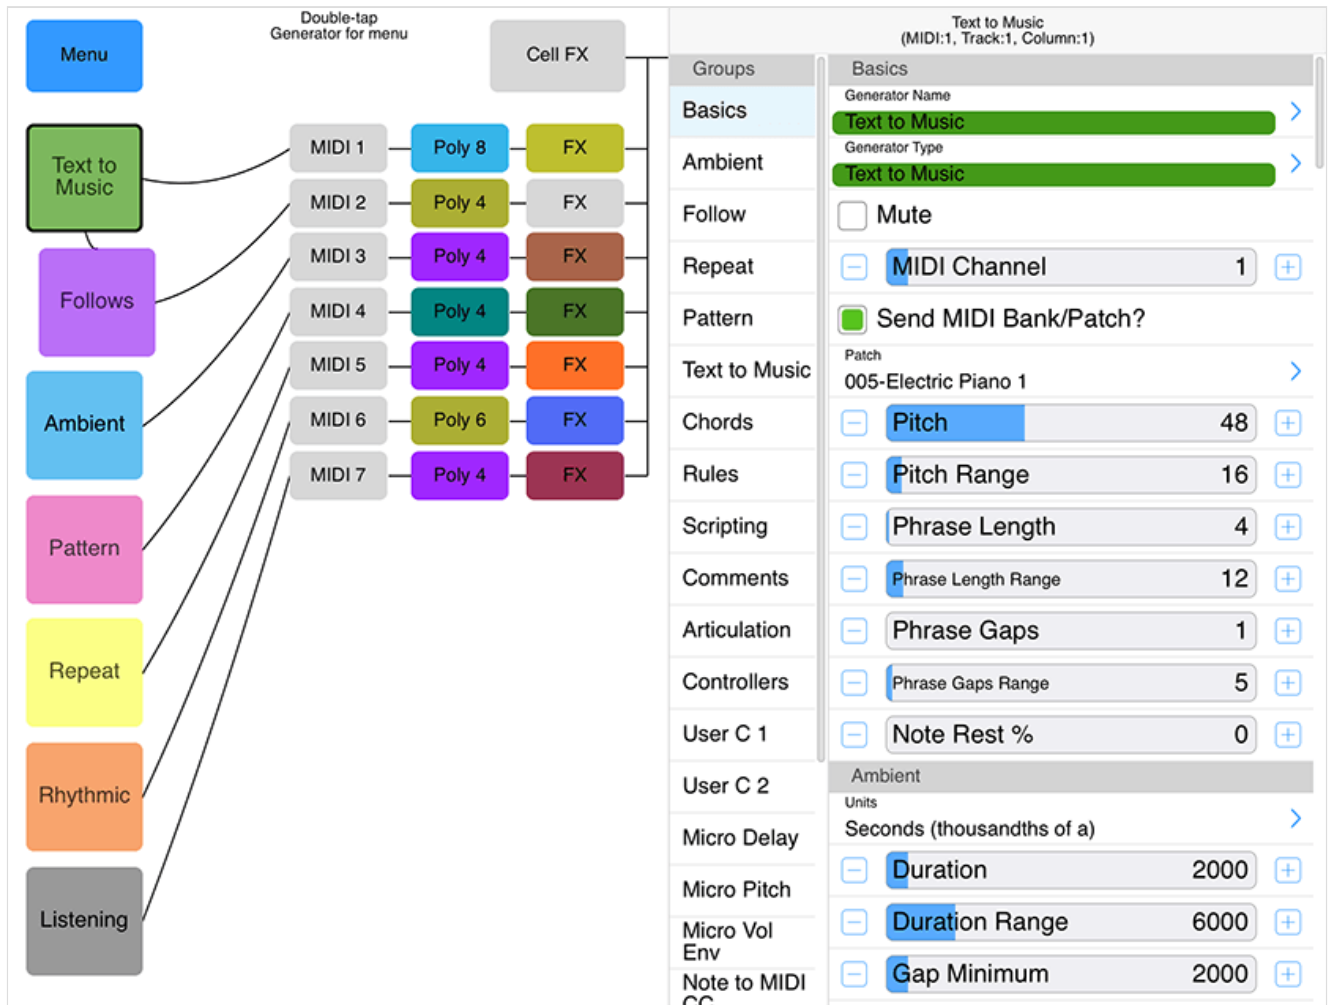 Menu
Double-tap
Generator for menu
Cell FX
Text to
Music
Follows
Ambient
Pattern
Repeat
Rhythmic
Listening
MIDI 1 Poly 8 FX
MIDI 2 Poly 4 FX
MIDI 3 Poly 4 FX
MIDI 4 Poly 4 FX
MIDI 5 Poly 4 FX
MIDI 6 Poly 6 FX
MIDI 7 Poly 4 FX
Text to Music
(MIDI:1, Track:1, Column:1)
Groups
Basics
Ambient
Follow
Repeat
Pattern
Text to Music
Chords
Rules
Scripting
Comments
Articulation
Controllers
User C 1
User C 2
Micro Delay
Micro Pitch
Micro Vol
Env
Note to MIDI
CC
Basics
Generator Name
Text to Music
Generator Type
Text to Music
Mute
MIDI Channel 1
Send MIDI Bank/Patch?
Patch
005-Electric Piano 1
Pitch 48
Pitch Range 16
Phrase Length 4
Phrase Length Range 12
Phrase Gaps 1
Phrase Gaps Range 5
Note Rest % 0
Ambient
Units
Seconds (thousandths of a)
Duration 2000
Duration Range 6000
Gap Minimum 2000